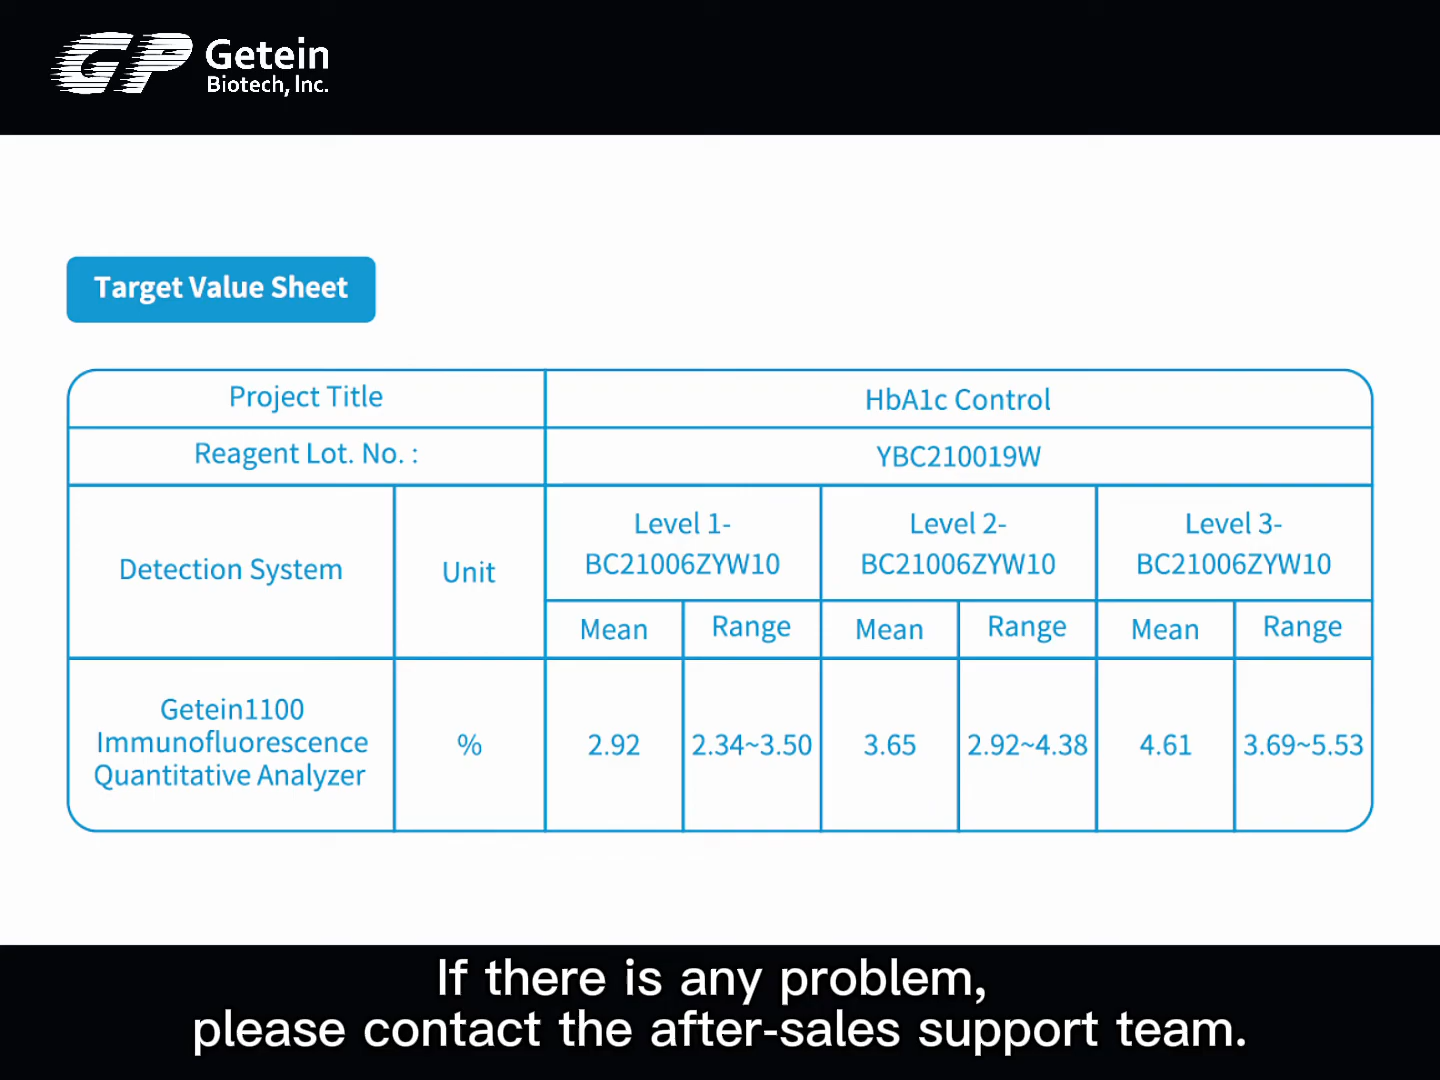 GP Getein
Biotech, Inc.
Target Value Sheet
Project Title
HbA1c Control
Reagent Lot. No. :
YBC210019W
Detection System
Unit
Level 1-
BC21006ZYW10
Level 2-
BC21006ZYW10
Level 3-
BC21006ZYW10
Mean
Range
Mean
Range
Mean
Range
Getein1100
Immunofluorescence
Quantitative Analyzer
%
2.92
2.34~3.50
3.65
2.92~4.38
4.61
3.69~5.53
If there is any problem,
please contact the after-sales support team.